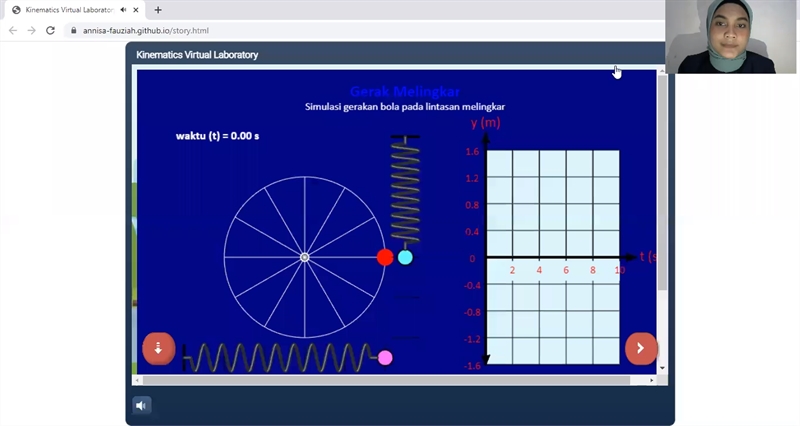 Kinematics Virtual Laborator
annisa-fauziah.github.io/story.html
Kinematics Virtual Laboratory
Gerak Melingkar
Simulasi gerakan bola pada lintasan melingkar
waktu (t) = 0.00 s
y (m)
1.6
1.2
0.8
0.4
0
-0.4
-0.8
-1.2
-1.6
2 4 6 8 10
t (s